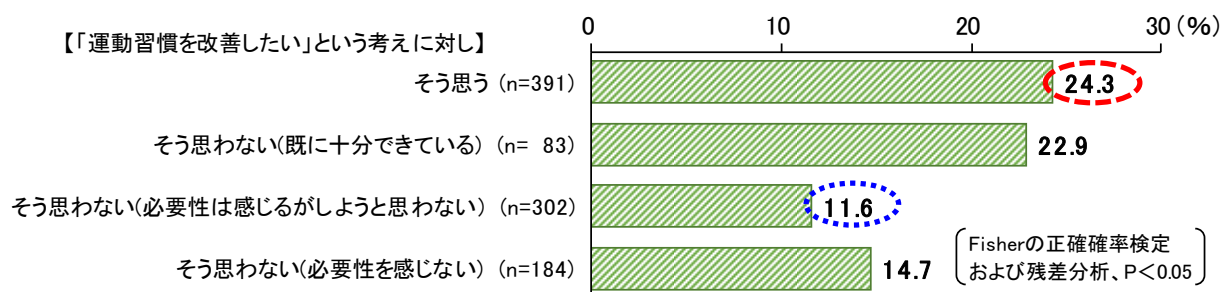 0 10 20 30(%)
【「運動習慣を改善したい」という考えに対し】
そう思う (n=391) 24.3
そう思わない(既に十分できている) (n= 83) 22.9
そう思わない(必要性は感じるがしようと思わない) (n=302) 11.6
そう思わない(必要性を感じない) (n=184) 14.7
Fisherの正確確率検定
および残差分析、P<0.05